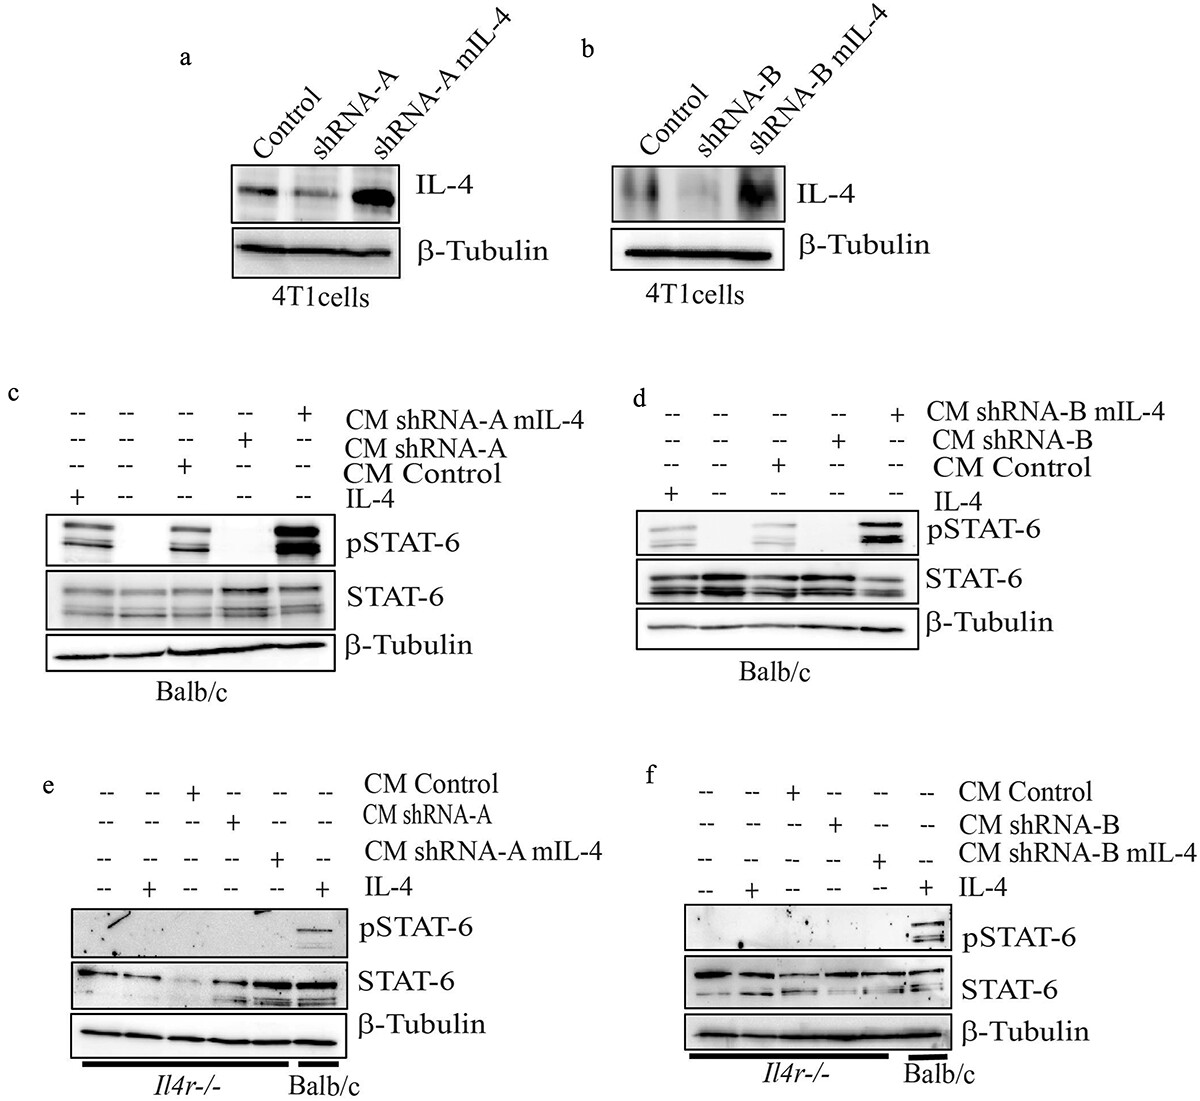 a
Control
shRNA-A
shRNA-A mIL-4
IL-4
β-Tubulin
4T1cells
b
Control
shRNA-B
shRNA-B mIL-4
IL-4
β-Tubulin
4T1cells
c
-- -- -- -- + CM shRNA-A mIL-4
-- -- -- + -- CM shRNA-A
-- -- + -- -- CM Control
+ -- -- -- -- IL-4
pSTAT-6
STAT-6
β-Tubulin
Balb/c
d
-- -- -- -- + CM shRNA-B mIL-4
-- -- -- + -- CM shRNA-B
-- -- + -- -- CM Control
+ -- -- -- -- IL-4
pSTAT-6
STAT-6
β-Tubulin
Balb/c
e
-- -- + -- -- -- CM Control
-- -- -- + -- -- CM shRNA-A
-- -- -- -- + -- CM shRNA-A mIL-4
-- + -- -- -- + IL-4
pSTAT-6
STAT-6
β-Tubulin
Il4r-/- Balb/c
f
-- -- + -- -- -- CM Control
-- -- -- + -- -- CM shRNA-B
-- -- -- -- + -- CM shRNA-B mIL-4
-- + -- -- -- + IL-4
pSTAT-6
STAT-6
β-Tubulin
Il4r-/- Balb/c